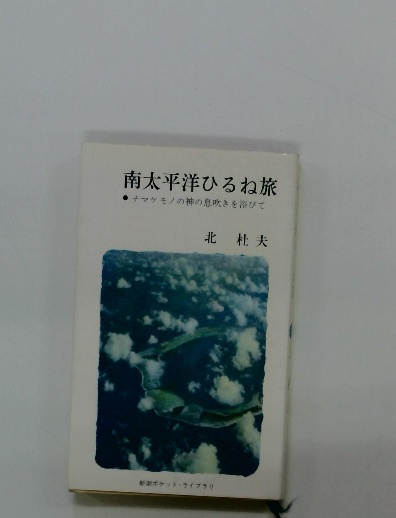 南太平洋ひるね旅
●ナマケモノの神の息吹きを浴びて
北 杜夫
新潮ポケット・ライブラリ